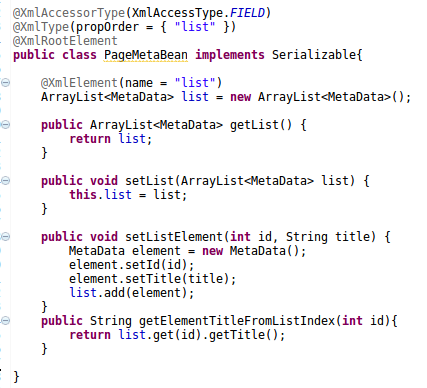 @XmlAccessorType(XmlAccessType.FIELD)
@XmlType(propOrder = { "list" })
@XmlRootElement
public class PageMetaBean implements Serializable{
@XmlElement(name = "list")
ArrayList<MetaData> list = new ArrayList<MetaData>();
public ArrayList<MetaData> getList() {
return list;
}
public void setList(ArrayList<MetaData> list) {
this.list = list;
}
public void setListElement(int id, String title) {
MetaData element = new MetaData();
element.setId(id);
element.setTitle(title);
list.add(element);
}
public String getElementTitleFromListIndex(int id){
return list.get(id).getTitle();
}
}